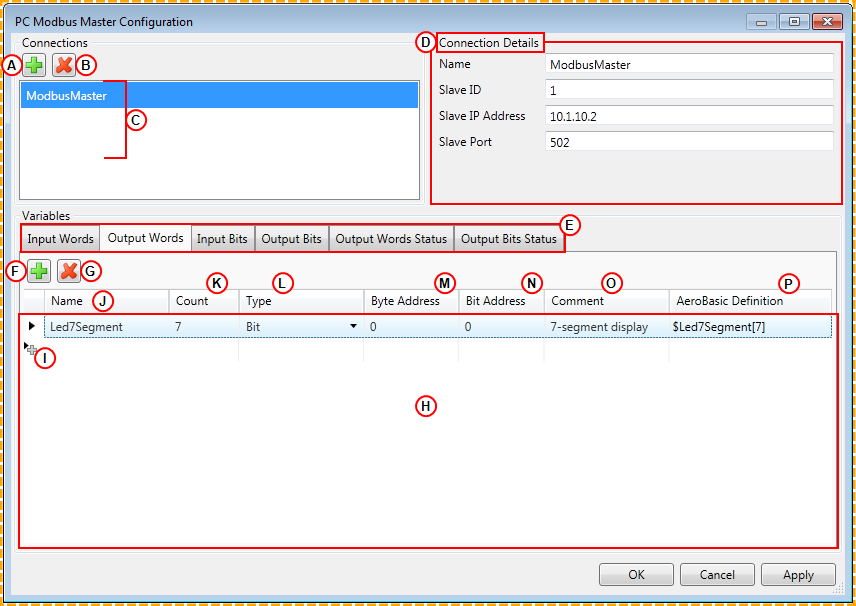 PC Modbus Master Configuration
Connections
D Connection Details
A B
Name ModbusMaster
ModbusMaster
Slave ID 1
C
Slave IP Address 10.1.10.2
Slave Port 502
Variables
E
Input Words Output Words Input Bits Output Bits Output Words Status Output Bits Status
F G
K L M N O P
Name J Count Type Byte Address Bit Address Comment AeroBasic Definition
Led7Segment 7 Bit 0 0 7-segment display $Led7Segment[7]
I
H
OK Cancel Apply